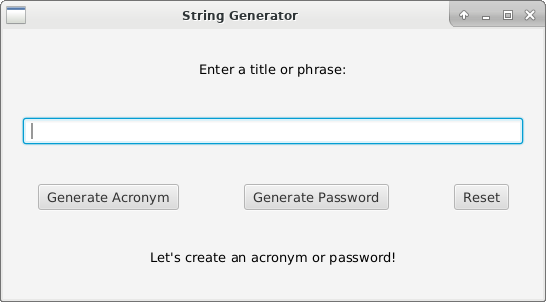 String Generator
Enter a title or phrase:
Generate Acronym Generate Password Reset
Let's create an acronym or password!